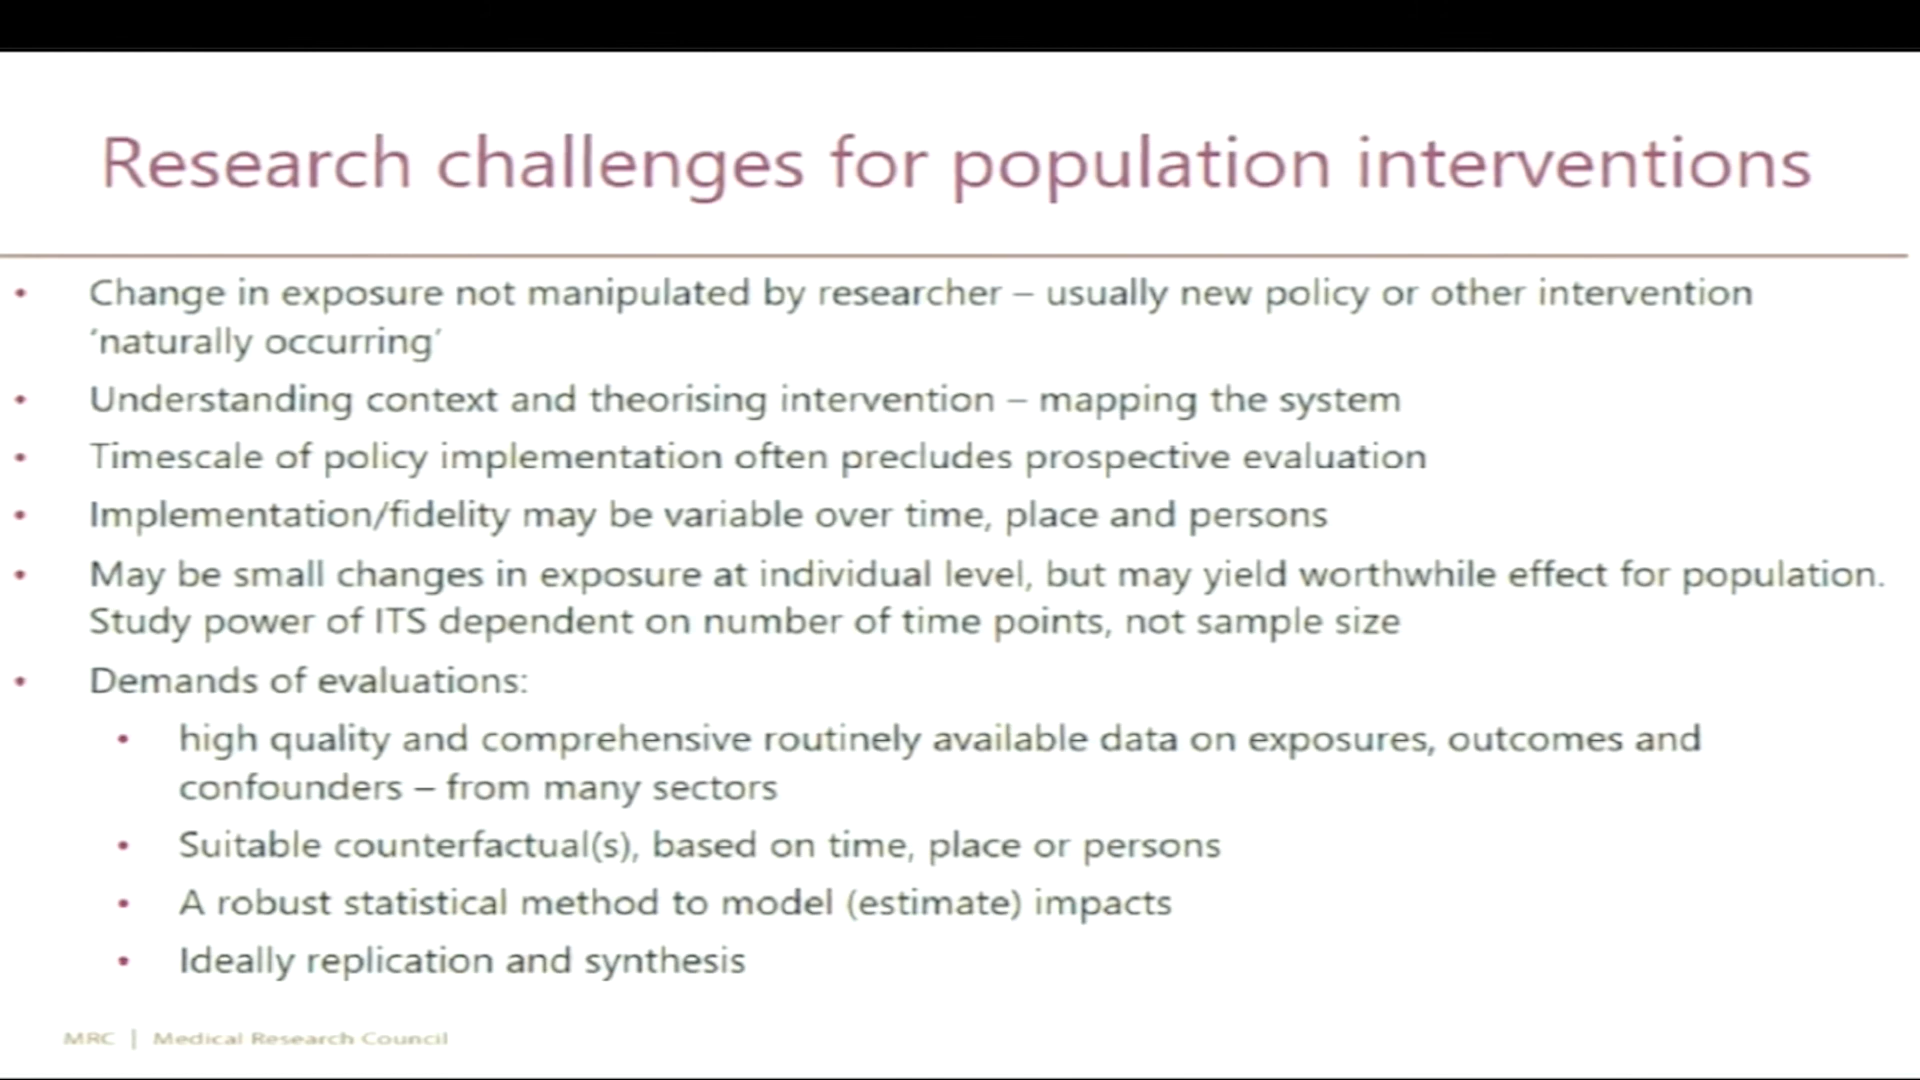 Research challenges for population interventions
• Change in exposure not manipulated by researcher – usually new policy or other intervention
‘naturally occurring’
• Understanding context and theorising intervention – mapping the system
• Timescale of policy implementation often precludes prospective evaluation
• Implementation/fidelity may be variable over time, place and persons
• May be small changes in exposure at individual level, but may yield worthwhile effect for population.
Study power of ITS dependent on number of time points, not sample size
• Demands of evaluations:
• high quality and comprehensive routinely available data on exposures, outcomes and
confounders – from many sectors
• Suitable counterfactual(s), based on time, place or persons
• A robust statistical method to model (estimate) impacts
• Ideally replication and synthesis
MRC | Medical Research Council